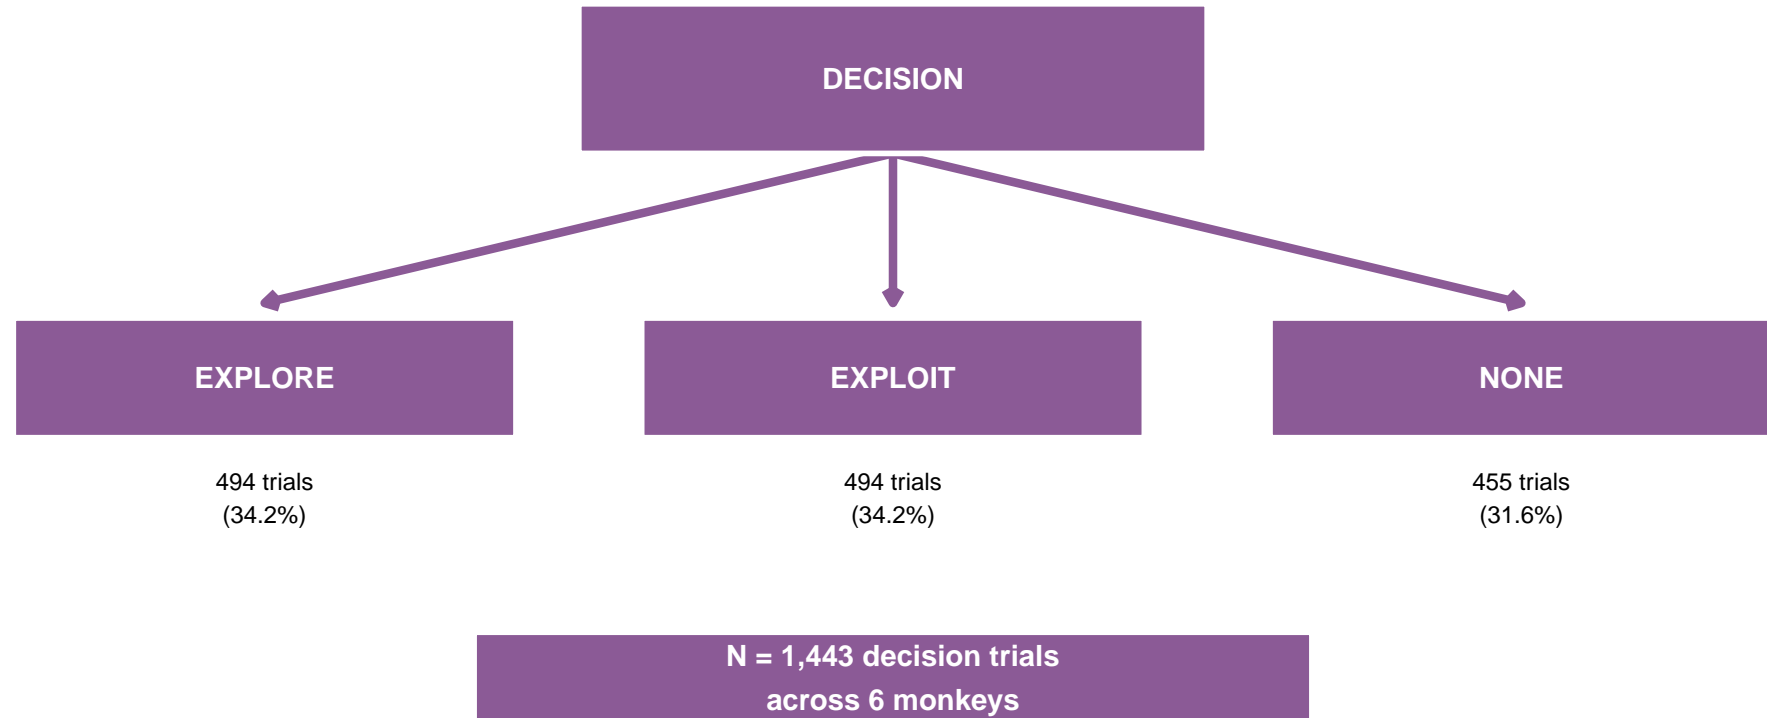 DECISION
EXPLORE
EXPLOIT
NONE
494 trials
(34.2%)
494 trials
(34.2%)
455 trials
(31.6%)
N = 1,443 decision trials
across 6 monkeys